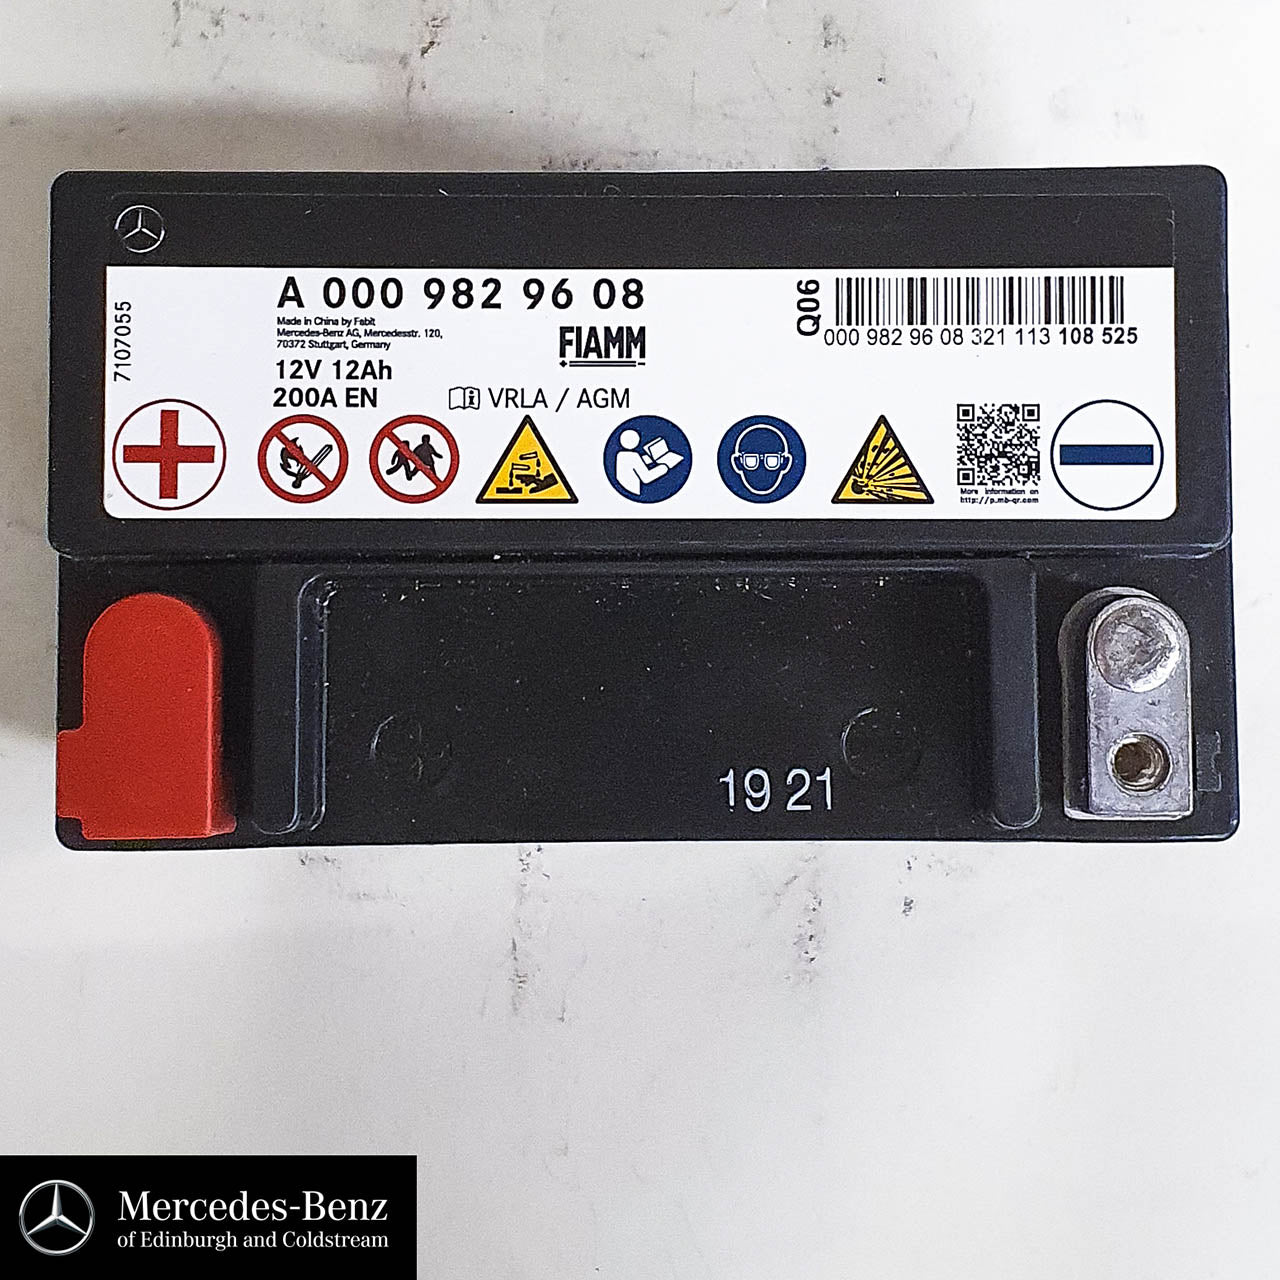 7107055
A 000 982 96 08
Made in China by Fabit
Mercedes-Benz AG, Mercedesstr. 120,
70372 Stuttgart, Germany
FIAMM
12V 12Ah
200A EN
VRLA / AGM
Q06
000 982 96 08 321 113 108 525
More information on
http://p.mb-qr.com
19 21
Mercedes-Benz
of Edinburgh and Coldstream